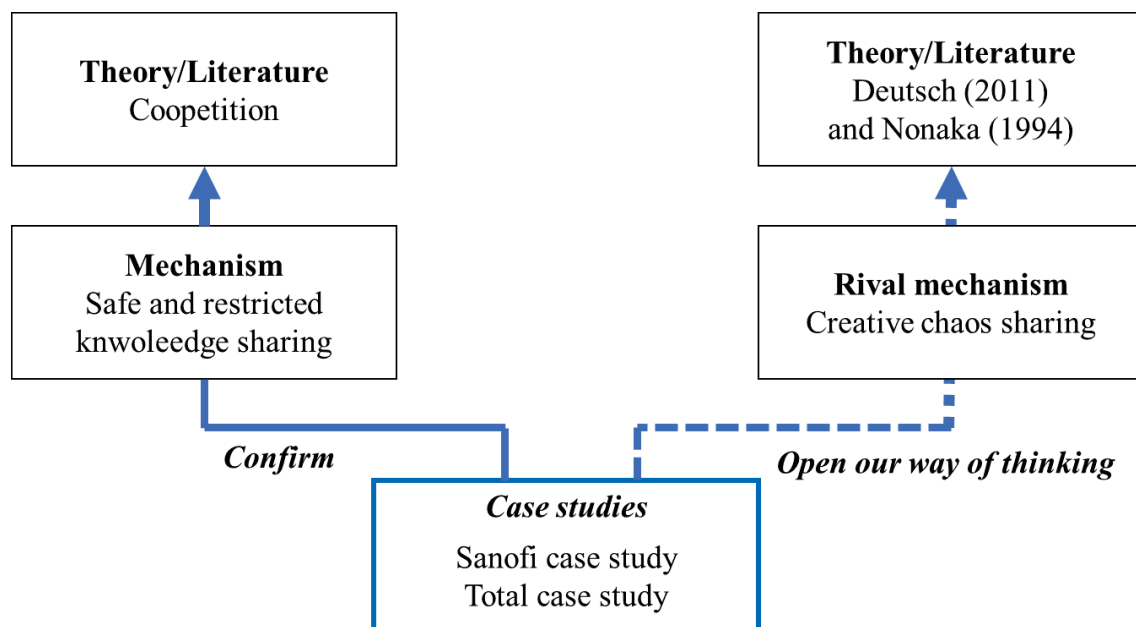 Theory/Literature
Coopetition
Theory/Literature
Deutsch (2011)
and Nonaka (1994)
Mechanism
Safe and restricted
knwoleedge sharing
Rival mechanism
Creative chaos sharing
Confirm
Open our way of thinking
Case studies
Sanofi case study
Total case study